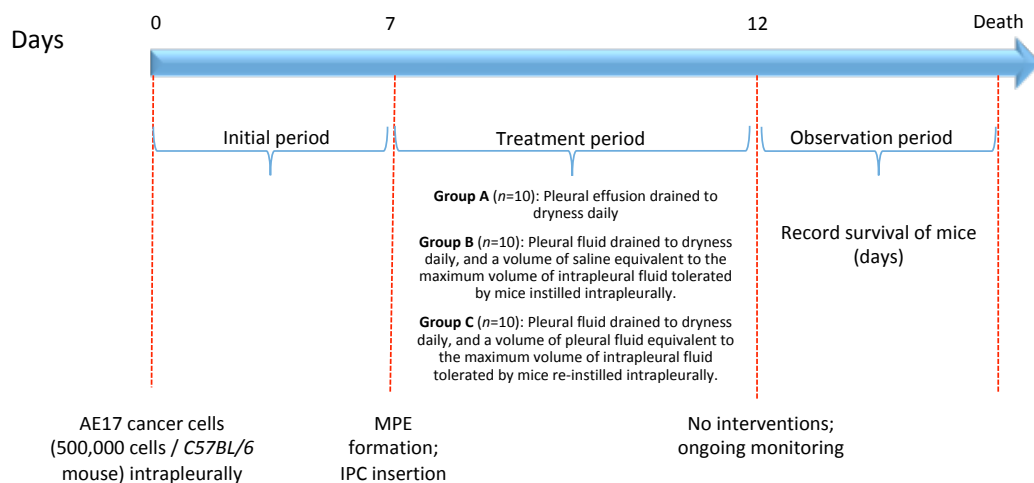 Days
0
7
12
Death
Initial period
Treatment period
Observation period
Group A (n=10): Pleural effusion drained to
dryness daily
Group B (n=10): Pleural fluid drained to dryness
daily, and a volume of saline equivalent to the
maximum volume of intrapleural fluid tolerated
by mice instilled intrapleurally.
Group C (n=10): Pleural fluid drained to dryness
daily, and a volume of pleural fluid equivalent to
the maximum volume of intrapleural fluid
tolerated by mice re-instilled intrapleurally.
Record survival of mice
(days)
AE17 cancer cells
(500,000 cells / C57BL/6
mouse) intrapleurally
MPE
formation;
IPC insertion
No interventions;
ongoing monitoring